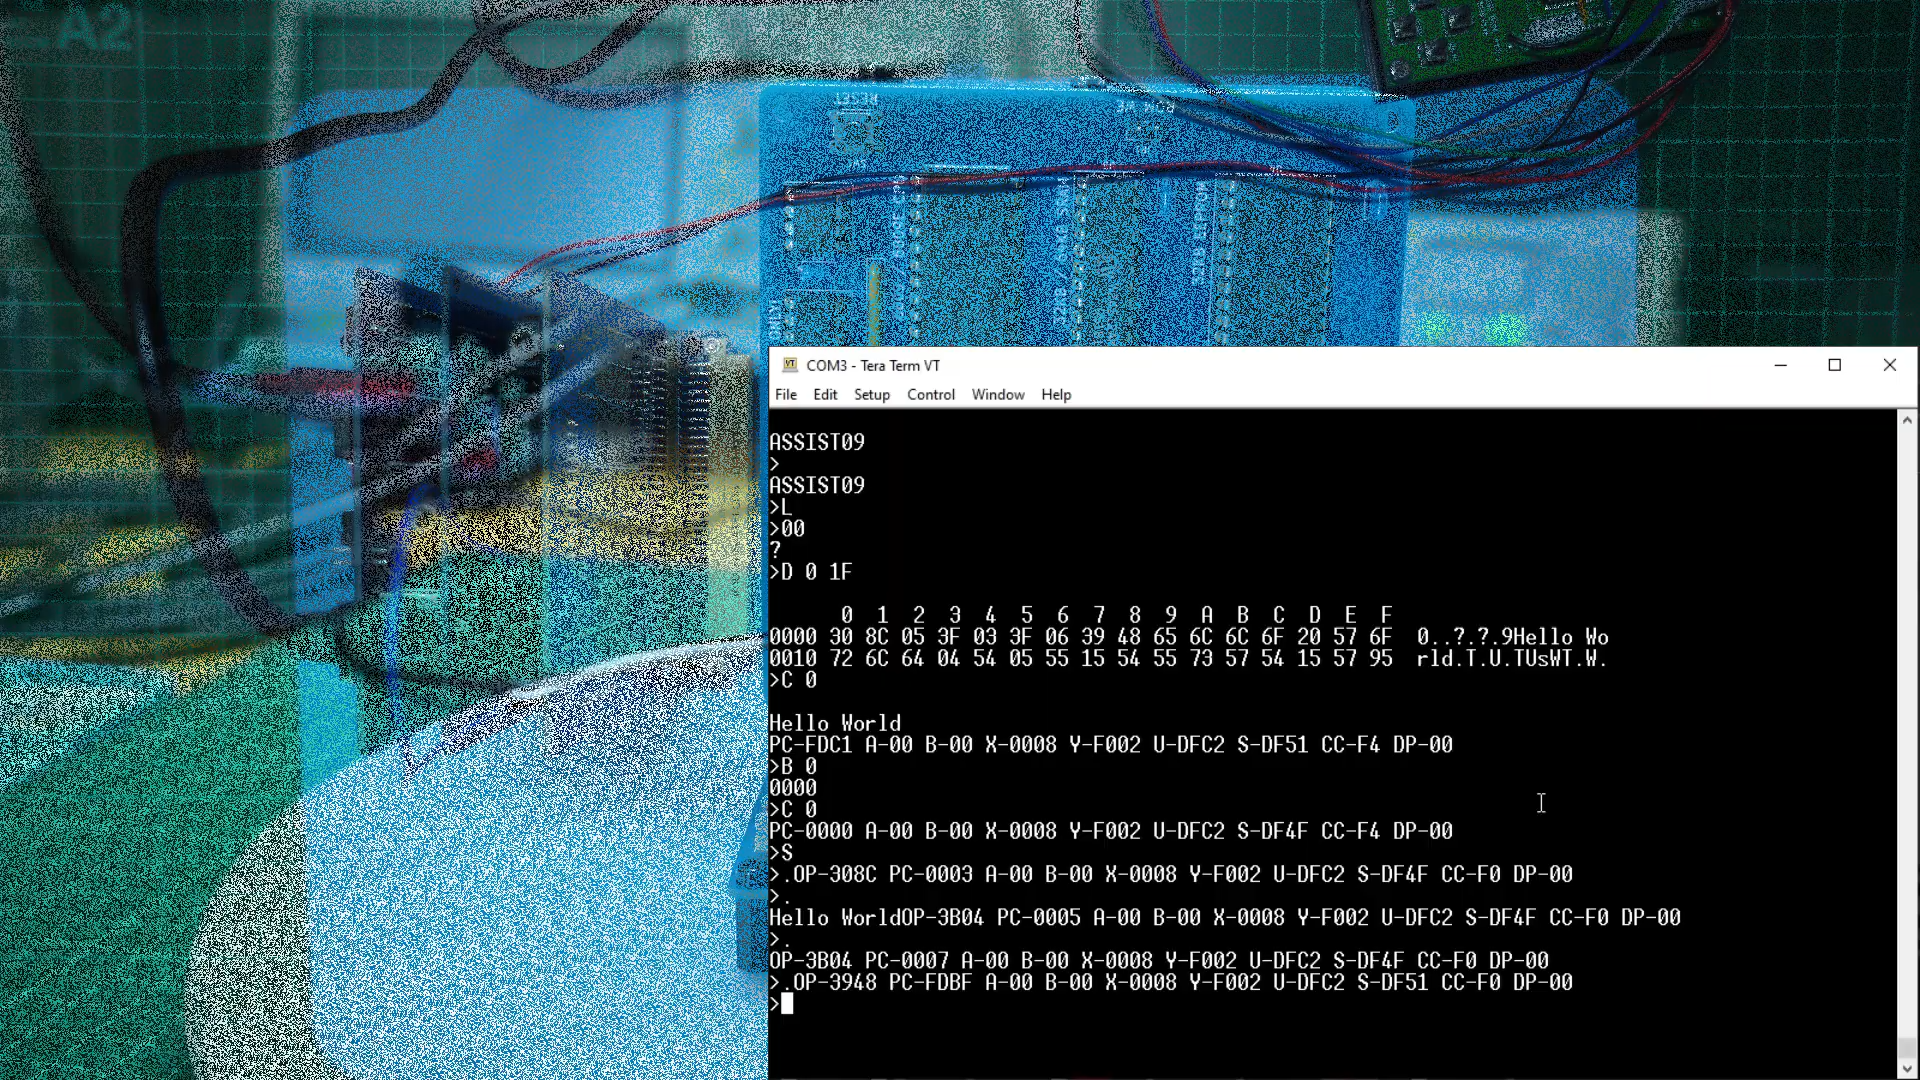 A2
RESET
SW1
32KB EEPROM
COM3 - Tera Term VT
File Edit Setup Control Window Help
ASSIST09
>
ASSIST09
>L
>00
?
>D 0 1F
0 1 2 3 4 5 6 7 8 9 A B C D E F
0000 30 8C 05 3F 03 3F 06 39 48 65 6C 6C 6F 20 57 6F 0..?.?.9Hello Wo
0010 72 6C 64 04 54 05 55 15 54 55 73 57 54 15 57 95 rld.T.U.TUsWT.W.
>C 0
Hello World
PC-FDC1 A-00 B-00 X-0008 Y-F002 U-DFC2 S-DF51 CC-F4 DP-00
>B 0
0000
>C 0
PC-0000 A-00 B-00 X-0008 Y-F002 U-DFC2 S-DF4F CC-F4 DP-00
>S
>.OP-308C PC-0003 A-00 B-00 X-0008 Y-F002 U-DFC2 S-DF4F CC-F0 DP-00
>.
Hello WorldOP-3B04 PC-0005 A-00 B-00 X-0008 Y-F002 U-DFC2 S-DF4F CC-F0 DP-00
>.
OP-3B04 PC-0007 A-00 B-00 X-0008 Y-F002 U-DFC2 S-DF4F CC-F0 DP-00
>.OP-3948 PC-FDBF A-00 B-00 X-0008 Y-F002 U-DFC2 S-DF51 CC-F0 DP-00
>